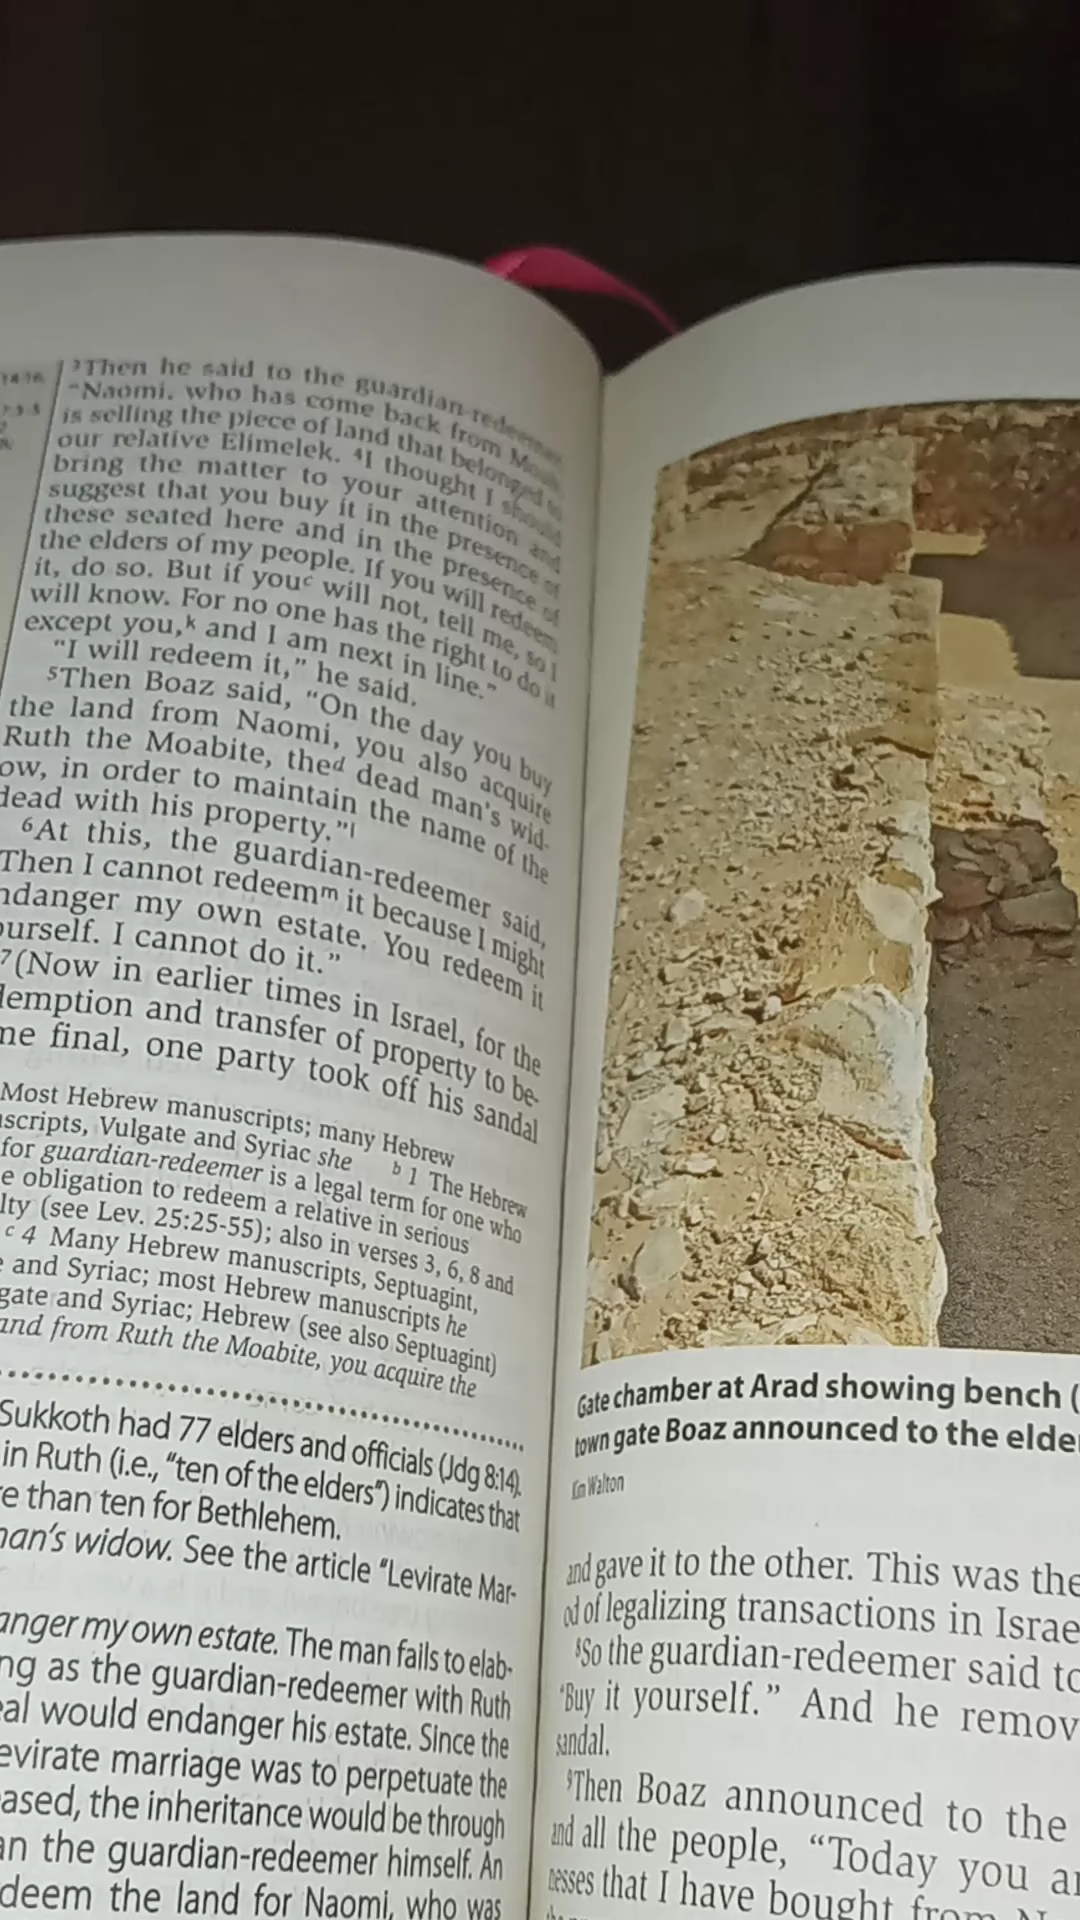 ³Then he said to the guardian-redeemer,
"Naomi, who has come back from Moab,
is selling the piece of land that belonged to
our relative Elimelek. ⁴I thought I should
bring the matter to your attention and
suggest that you buy it in the presence of
these seated here and in the presence of
the elders of my people. If you will redeem
it, do so. But if youᶜ will not, tell me, so I
will know. For no one has the right to do it
except you,ᵏ and I am next in line."
"I will redeem it," he said.
⁵Then Boaz said, "On the day you buy
the land from Naomi, you also acquire
Ruth the Moabite, theᵈ dead man's wid-
ow, in order to maintain the name of the
dead with his property."ˡ
⁶At this, the guardian-redeemer said,
Then I cannot redeemᵐ it because I might
ndanger my own estate. You redeem it
ourself. I cannot do it."
⁷(Now in earlier times in Israel, for the
demption and transfer of property to be-
me final, one party took off his sandal
Most Hebrew manuscripts; many Hebrew
scripts, Vulgate and Syriac she ᵇ 1 The Hebrew
for guardian-redeemer is a legal term for one who
e obligation to redeem a relative in serious
lty (see Lev. 25:25-55); also in verses 3, 6, 8 and
ᶜ 4 Many Hebrew manuscripts, Septuagint,
and Syriac; most Hebrew manuscripts he
gate and Syriac; Hebrew (see also Septuagint)
and from Ruth the Moabite, you acquire the
Sukkoth had 77 elders and officials (Jdg 8:14).
in Ruth (i.e., "ten of the elders") indicates that
e than ten for Bethlehem.
man's widow. See the article "Levirate Mar-
anger my own estate. The man fails to elab-
ng as the guardian-redeemer with Ruth
eal would endanger his estate. Since the
evirate marriage was to perpetuate the
eased, the inheritance would be through
an the guardian-redeemer himself. An
deem the land for Naomi, who was
Gate chamber at Arad showing bench (
town gate Boaz announced to the elde
Kim Walton
and gave it to the other. This was the
od of legalizing transactions in Israe
⁸So the guardian-redeemer said to
"Buy it yourself." And he remov
sandal.
⁹Then Boaz announced to the
and all the people, "Today you a
nesses that I have bought from N